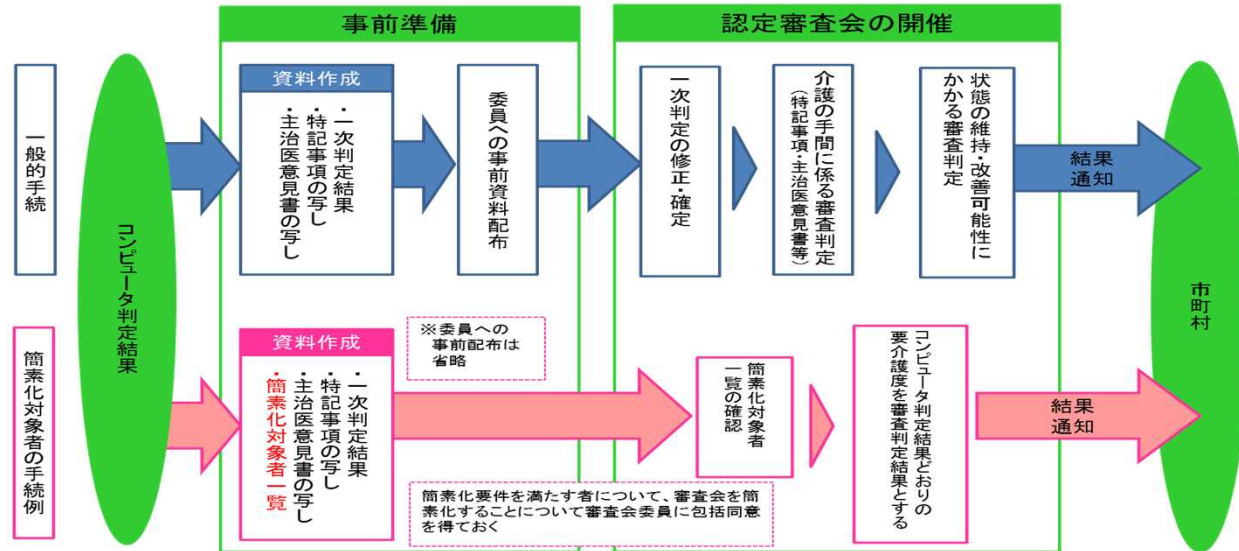 事前準備
認定審査会の開催
一般的手続
コンピュータ判定結果
資料作成
・一次判定結果
・特記事項の写し
・主治医意見書の写し
委員への事前資料配布
一次判定の修正・確定
介護の手間に係る審査判定
（特記事項・主治医意見書等）
状態の維持・改善可能性に
かかる審査判定
結果
通知
市町村
簡素化対象者の手続例
資料作成
・一次判定結果
・特記事項の写し
・主治医意見書の写し
・簡素化対象者一覧
※委員への
事前配布は
省略
簡素化対象者
一覧の確認
コンピュータ判定結果どおりの
要介護度を審査判定結果とする
結果
通知
簡素化要件を満たす者について、審査会を簡
素化することについて審査会委員に包括同意
を得ておく